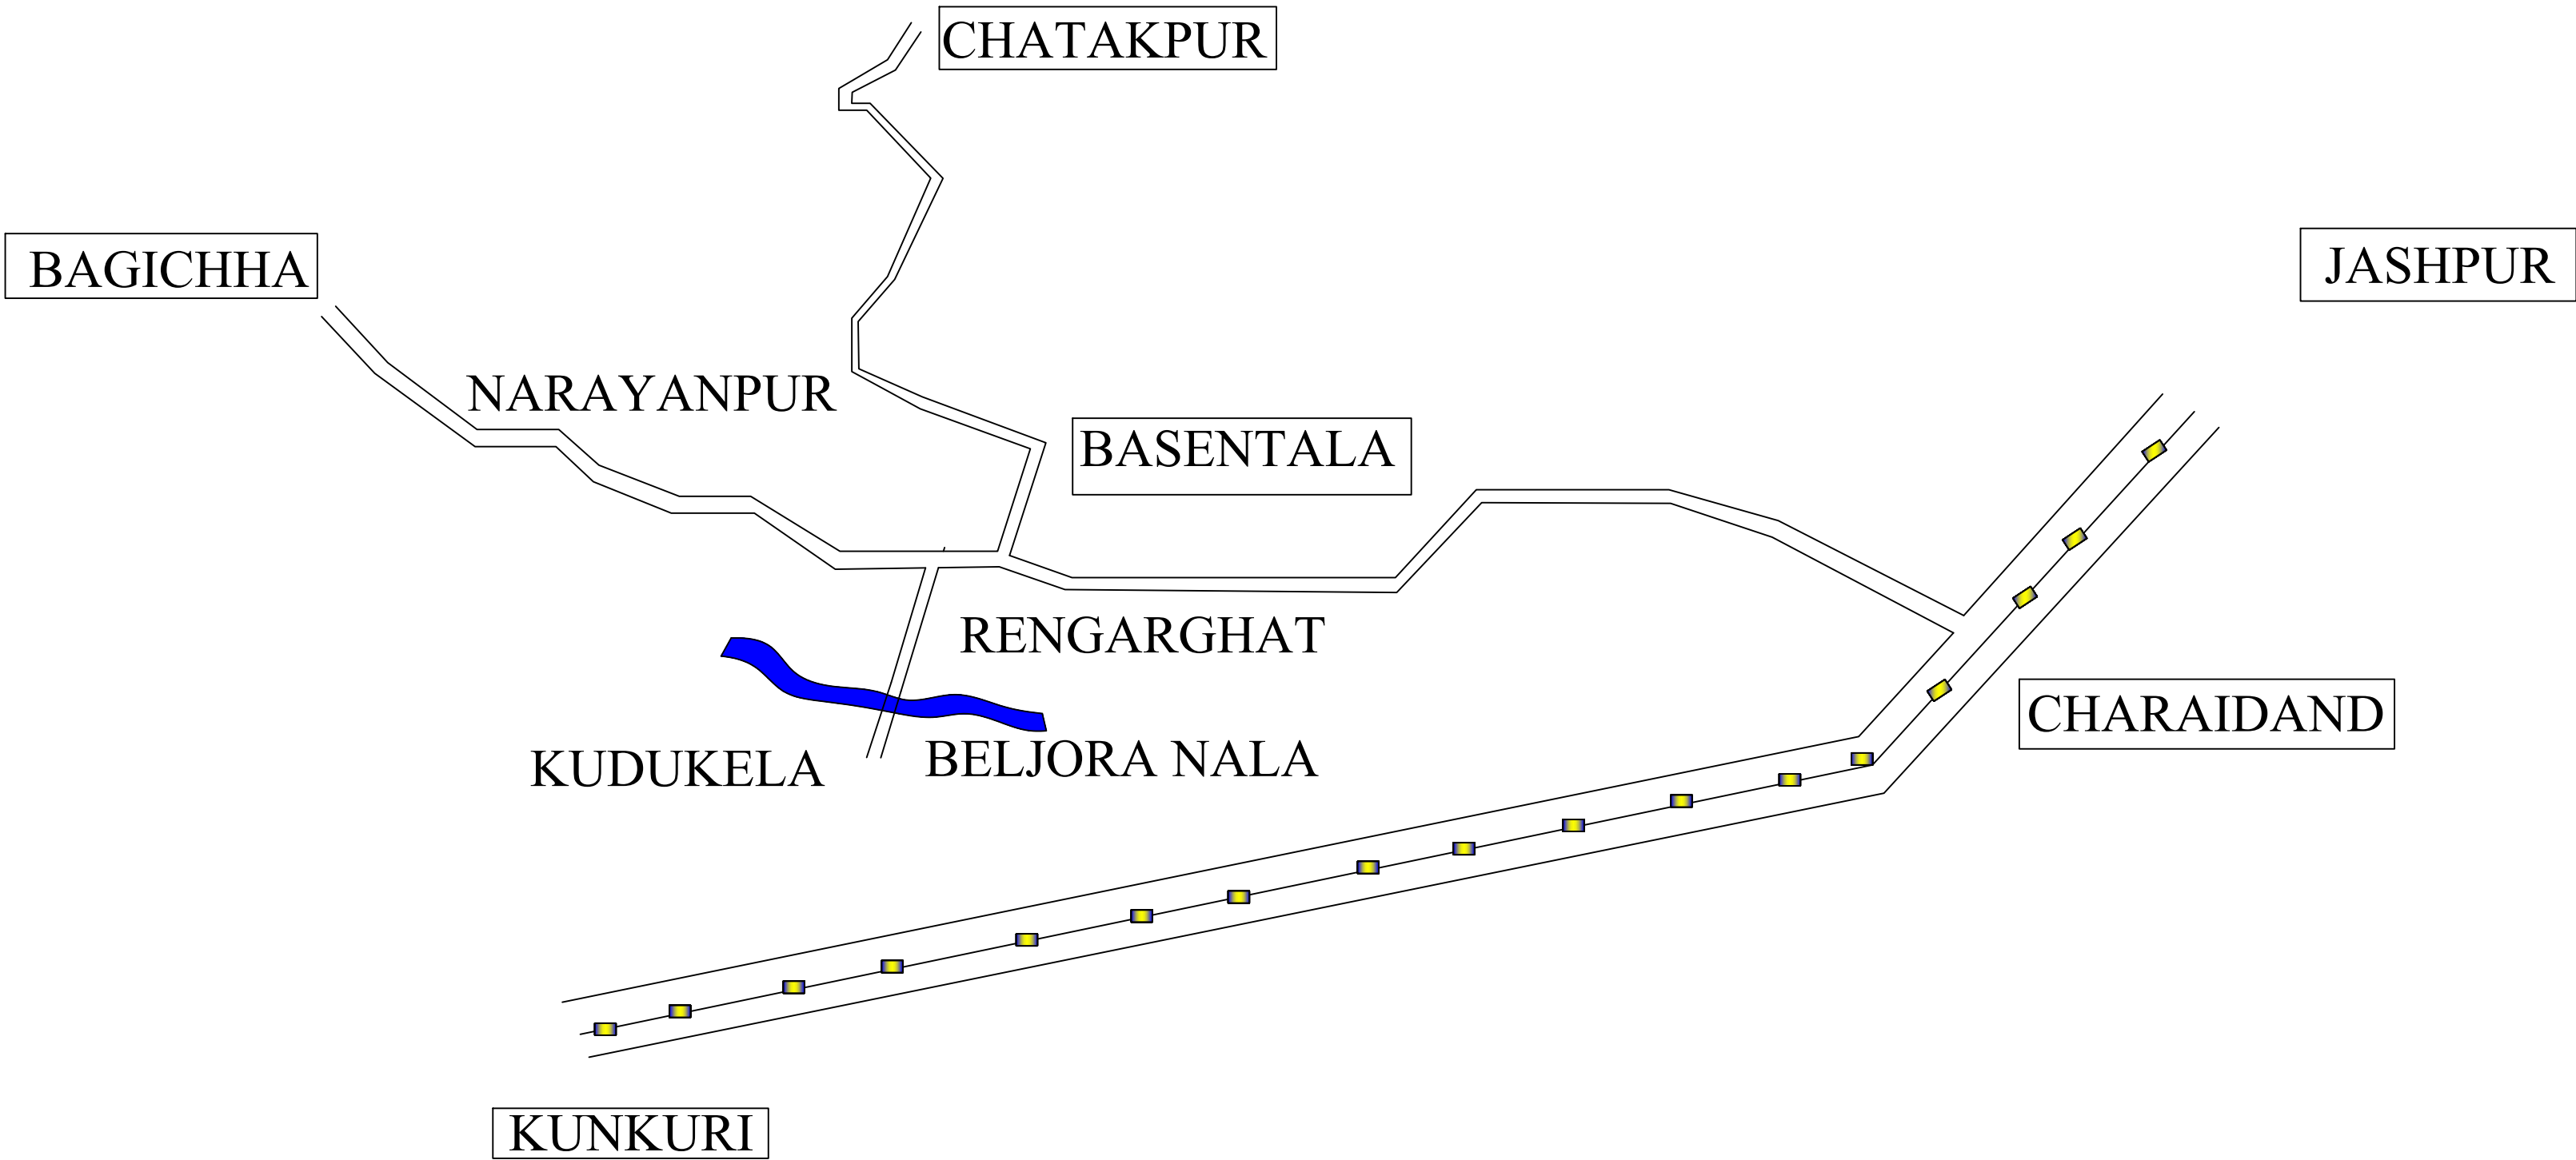 CHATAKPUR
BAGICHHA
JASHPUR
NARAYANPUR
BASENTALA
RENGARGHAT
CHARAIDAND
KUDUKELA
BELJORA NALA
KUNKURI